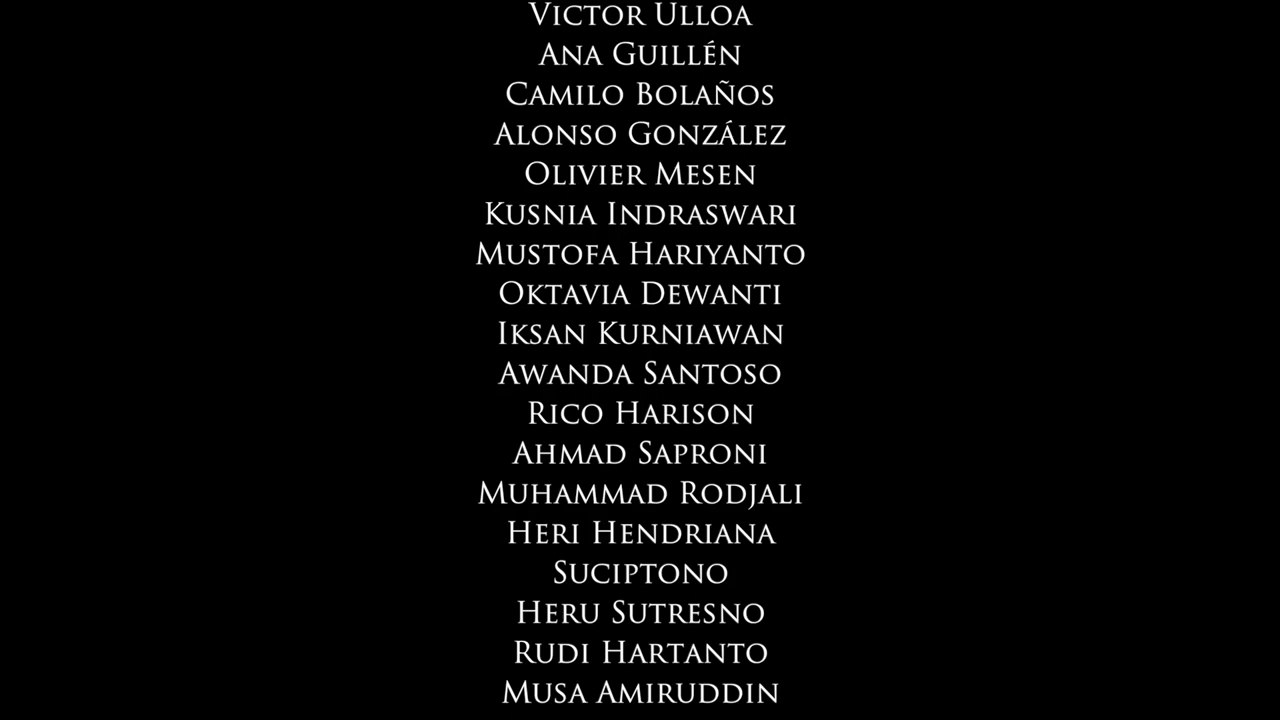 Victor Ulloa
Ana Guillén
Camilo Bolaños
Alonso González
Olivier Mesen
Kusnia Indraswari
Mustofa Hariyanto
Oktavia Dewanti
Iksan Kurniawan
Awanda Santoso
Rico Harison
Ahmad Saproni
Muhammad Rodjali
Heri Hendriana
Suciptono
Heru Sutresno
Rudi Hartanto
Musa Amiruddin